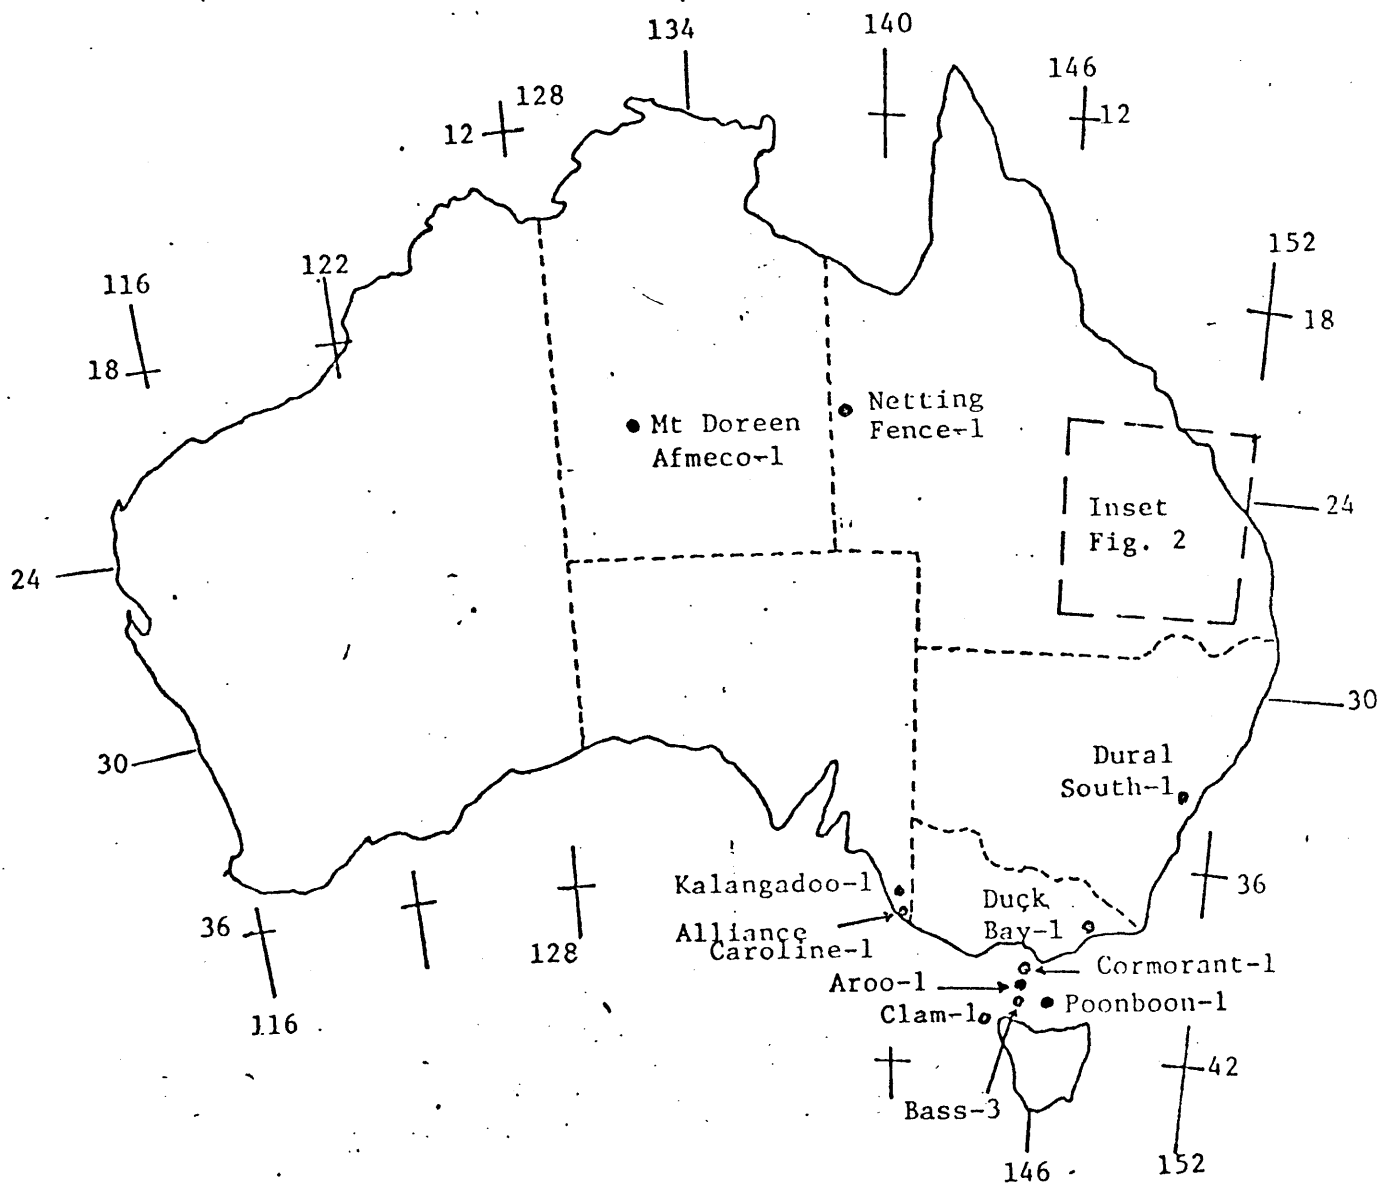 134
140
146
128
12
12
152
122
116
18
18
Netting
Fence-1
Mt Doreen
Afmeco-1
Inset
Fig. 2
24
24
30
30
Dural
South-1
Kalangadoo-1
36
Duck
Bay-1
36
Alliance
Caroline-1
128
Cormorant-1
Aroo-1
Poonboon-1
Clam-1
116
42
Bass-3
146
152